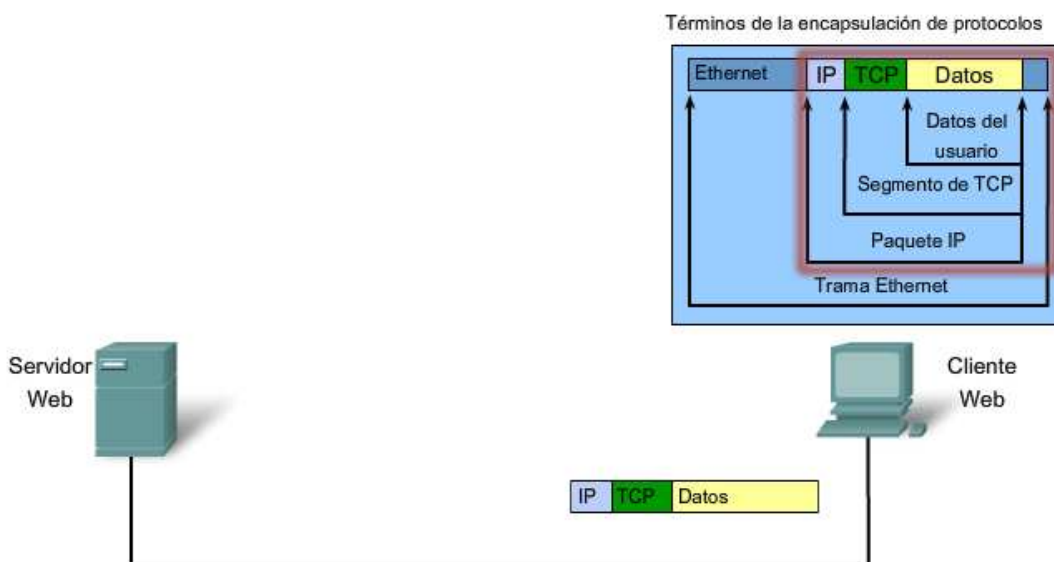 Términos de la encapsulación de protocolos
Ethernet IP TCP Datos
Datos del
usuario
Segmento de TCP
Paquete IP
Trama Ethernet
Servidor
Web
Cliente
Web
IP TCP Datos